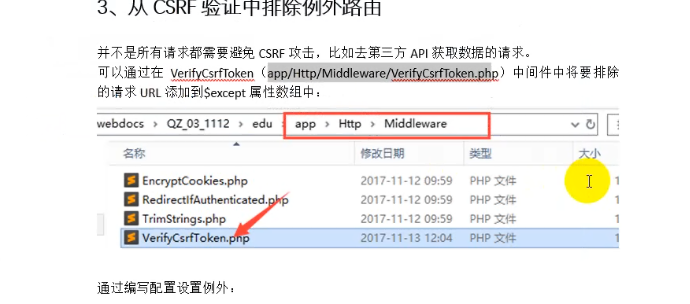 3、从 CSRF 验证中排除例外路由
并不是所有请求都需要避免 CSRF 攻击，比如去第三方 API 获取数据的请求。
可以通过在 VerifyCsrfToken（app/Http/Middleware/VerifyCsrfToken.php）中间件中将要排除
的请求 URL 添加到$except 属性数组中：
webdocs › QZ_03_1112 › edu › app › Http › Middleware
名称 修改日期 类型 大小
EncryptCookies.php 2017-11-12 09:59 PHP 文件
RedirectIfAuthenticated.php 2017-11-12 09:59 PHP 文件
TrimStrings.php 2017-11-12 09:59 PHP 文件
VerifyCsrfToken.php 2017-11-13 12:04 PHP 文件
通过编写配置设置例外：